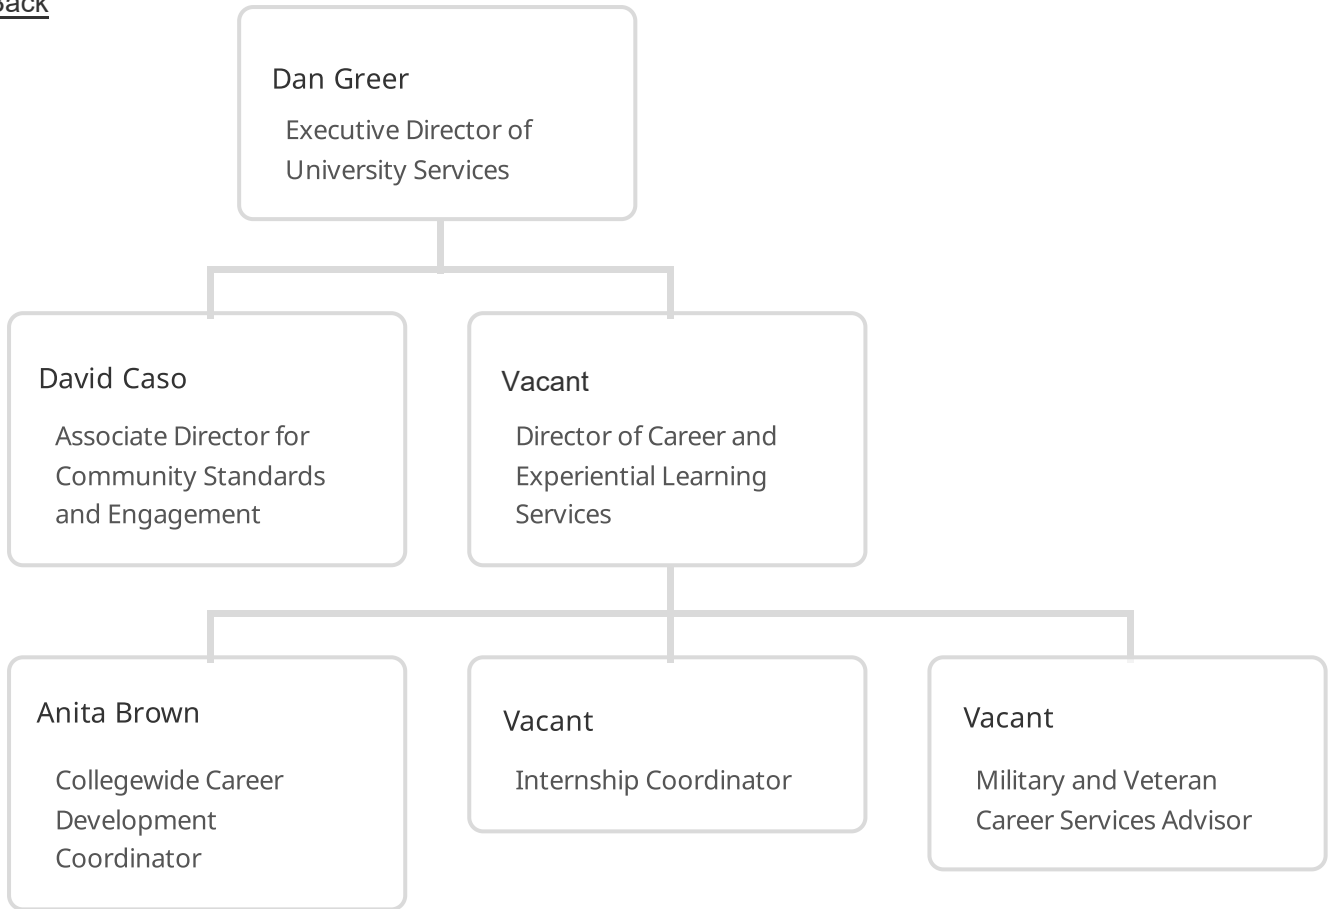 Back
Dan Greer
Executive Director of
University Services
David Caso
Associate Director for
Community Standards
and Engagement
Vacant
Director of Career and
Experiential Learning
Services
Anita Brown
Collegewide Career
Development
Coordinator
Vacant
Internship Coordinator
Vacant
Military and Veteran
Career Services Advisor